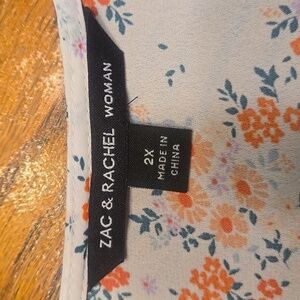 ZAC & RACHEL WOMAN
2X
MADE IN
CHINA